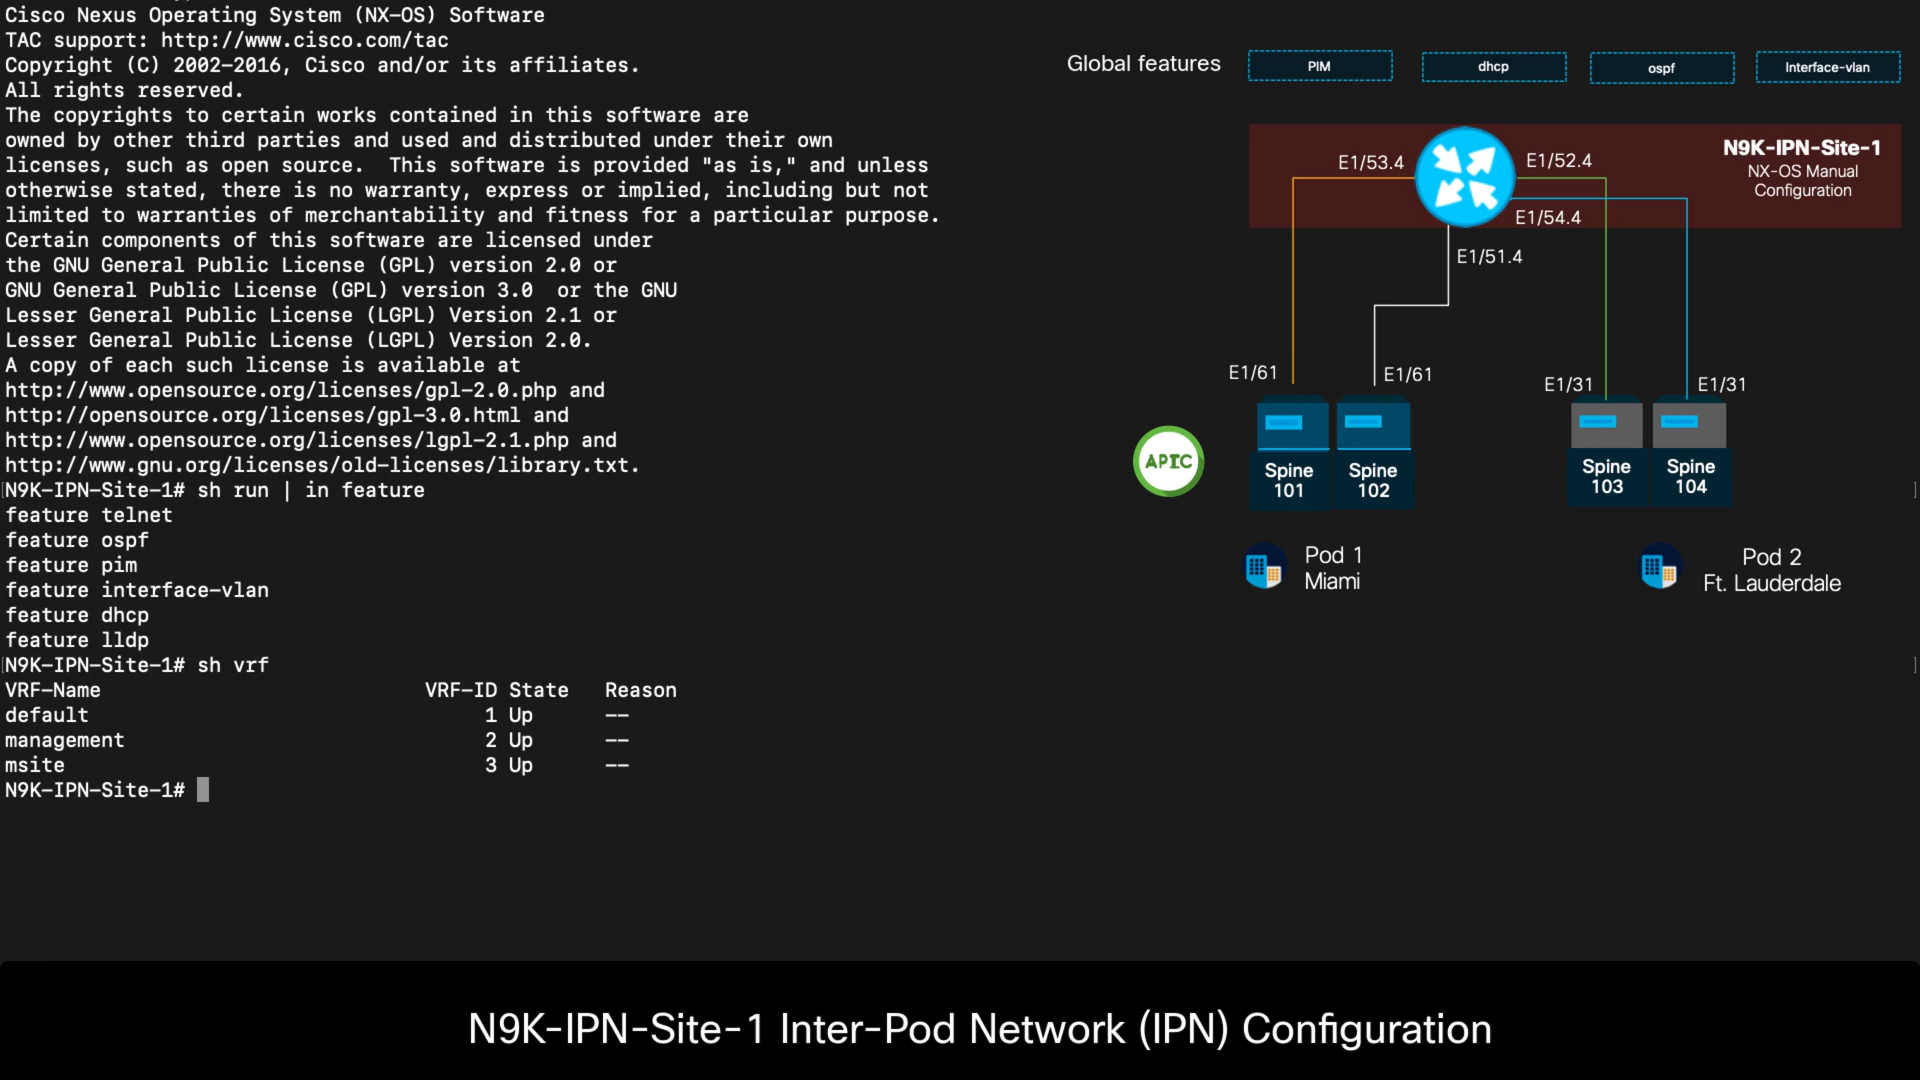 Cisco Nexus Operating System (NX-OS) Software
TAC support: http://www.cisco.com/tac
Copyright (C) 2002-2016, Cisco and/or its affiliates.
All rights reserved.
The copyrights to certain works contained in this software are
owned by other third parties and used and distributed under their own
licenses, such as open source.  This software is provided "as is," and unless
otherwise stated, there is no warranty, express or implied, including but not
limited to warranties of merchantability and fitness for a particular purpose.
Certain components of this software are licensed under
the GNU General Public License (GPL) version 2.0 or
GNU General Public License (GPL) version 3.0  or the GNU
Lesser General Public License (LGPL) Version 2.1 or
Lesser General Public License (LGPL) Version 2.0.
A copy of each such license is available at
http://www.opensource.org/licenses/gpl-2.0.php and
http://opensource.org/licenses/gpl-3.0.html and
http://www.opensource.org/licenses/lgpl-2.1.php and
http://www.gnu.org/licenses/old-licenses/library.txt.
[N9K-IPN-Site-1# sh run | in feature ]
feature telnet
feature ospf
feature pim
feature interface-vlan
feature dhcp
feature lldp
[N9K-IPN-Site-1# sh vrf ]
VRF-Name VRF-ID State Reason
default 1 Up --
management 2 Up --
msite 3 Up --
N9K-IPN-Site-1#
Global features
PIM
dhcp
ospf
Interface-vlan
N9K-IPN-Site-1
NX-OS Manual
Configuration
E1/53.4
E1/52.4
E1/54.4
E1/51.4
E1/61
E1/61
E1/31
E1/31
APIC
Spine
101
Spine
102
Spine
103
Spine
104
Pod 1
Miami
Pod 2
Ft. Lauderdale
N9K-IPN-Site-1 Inter-Pod Network (IPN) Configuration